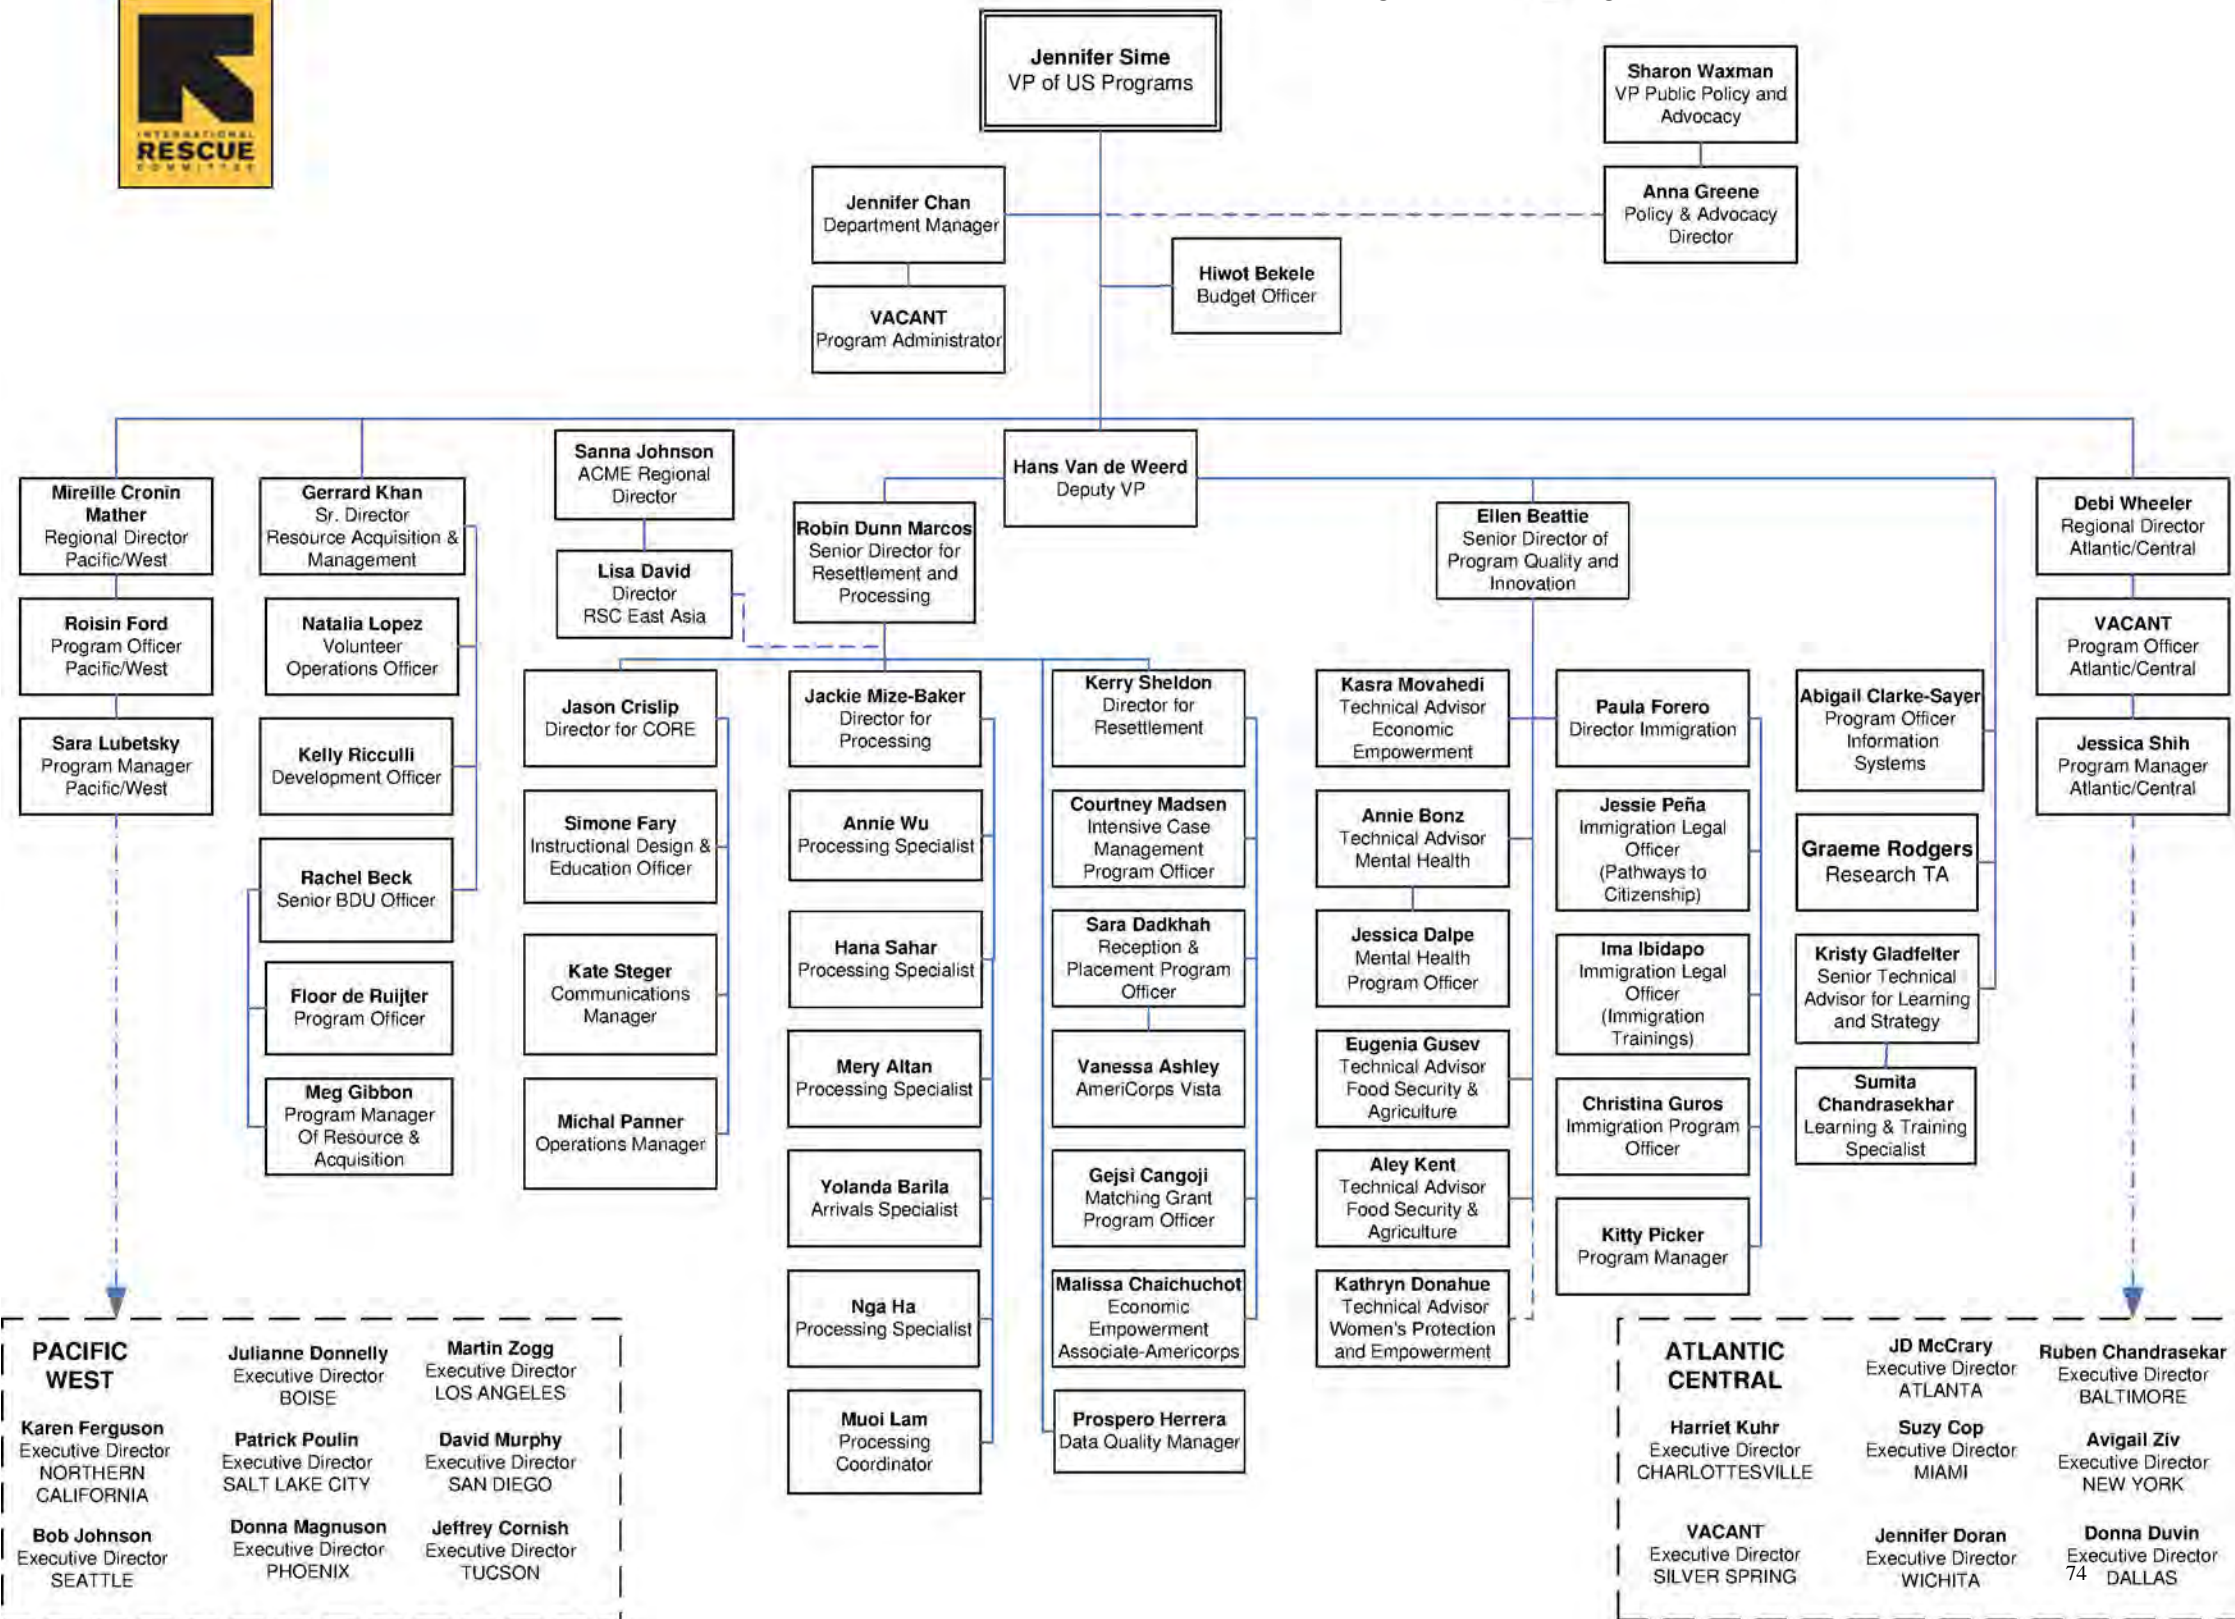 INTERNATIONAL
RESCUE
COMMITTEE
Jennifer Sime
VP of US Programs
Sharon Waxman
VP Public Policy and
Advocacy
Jennifer Chan
Department Manager
Anna Greene
Policy & Advocacy
Director
Hiwot Bekele
Budget Officer
VACANT
Program Administrator
Mireille Cronin
Mather
Regional Director
Pacific/West
Roisin Ford
Program Officer
Pacific/West
Sara Lubetsky
Program Manager
Pacific/West
Gerrard Khan
Sr. Director
Resource Acquisition &
Management
Natalia Lopez
Volunteer
Operations Officer
Kelly Ricculli
Development Officer
Rachel Beck
Senior BDU Officer
Floor de Ruijter
Program Officer
Meg Gibbon
Program Manager
Of Resource &
Acquisition
Sanna Johnson
ACME Regional
Director
Lisa David
Director
RSC East Asia
Hans Van de Weerd
Deputy VP
Robin Dunn Marcos
Senior Director for
Resettlement and
Processing
Jason Crislip
Director for CORE
Simone Fary
Instructional Design &
Education Officer
Kate Steger
Communications
Manager
Michal Panner
Operations Manager
Jackie Mize-Baker
Director for
Processing
Annie Wu
Processing Specialist
Hana Sahar
Processing Specialist
Mery Altan
Processing Specialist
Yolanda Barila
Arrivals Specialist
Nga Ha
Processing Specialist
Muoi Lam
Processing
Coordinator
Kerry Sheldon
Director for
Resettlement
Courtney Madsen
Intensive Case
Management
Program Officer
Sara Dadkhah
Reception &
Placement Program
Officer
Vanessa Ashley
AmeriCorps Vista
Gejsi Cangoji
Matching Grant
Program Officer
Malissa Chaichuchot
Economic
Empowerment
Associate-Americorps
Prospero Herrera
Data Quality Manager
Ellen Beattie
Senior Director of
Program Quality and
Innovation
Kasra Movahedi
Technical Advisor
Economic
Empowerment
Annie Bonz
Technical Advisor
Mental Health
Jessica Dalpe
Mental Health
Program Officer
Eugenia Gusev
Technical Advisor
Food Security &
Agriculture
Aley Kent
Technical Advisor
Food Security &
Agriculture
Kathryn Donahue
Technical Advisor
Women's Protection
and Empowerment
Paula Forero
Director Immigration
Jessie Peña
Immigration Legal
Officer
(Pathways to
Citizenship)
Ima Ibidapo
Immigration Legal
Officer
(Immigration
Trainings)
Christina Guros
Immigration Program
Officer
Kitty Picker
Program Manager
Abigail Clarke-Sayer
Program Officer
Information
Systems
Graeme Rodgers
Research TA
Kristy Gladfelter
Senior Technical
Advisor for Learning
and Strategy
Sumita
Chandrasekhar
Learning & Training
Specialist
Debi Wheeler
Regional Director
Atlantic/Central
VACANT
Program Officer
Atlantic/Central
Jessica Shih
Program Manager
Atlantic/Central
PACIFIC
WEST
Karen Ferguson
Executive Director
NORTHERN
CALIFORNIA
Bob Johnson
Executive Director
SEATTLE
Julianne Donnelly
Executive Director
BOISE
Patrick Poulin
Executive Director
SALT LAKE CITY
Donna Magnuson
Executive Director
PHOENIX
Martin Zogg
Executive Director
LOS ANGELES
David Murphy
Executive Director
SAN DIEGO
Jeffrey Cornish
Executive Director
TUCSON
ATLANTIC
CENTRAL
Harriet Kuhr
Executive Director
CHARLOTTESVILLE
VACANT
Executive Director
SILVER SPRING
JD McCrary
Executive Director
ATLANTA
Suzy Cop
Executive Director
MIAMI
Jennifer Doran
Executive Director
WICHITA
Ruben Chandrasekar
Executive Director
BALTIMORE
Avigail Ziv
Executive Director
NEW YORK
Donna Duvin
Executive Director
DALLAS
74